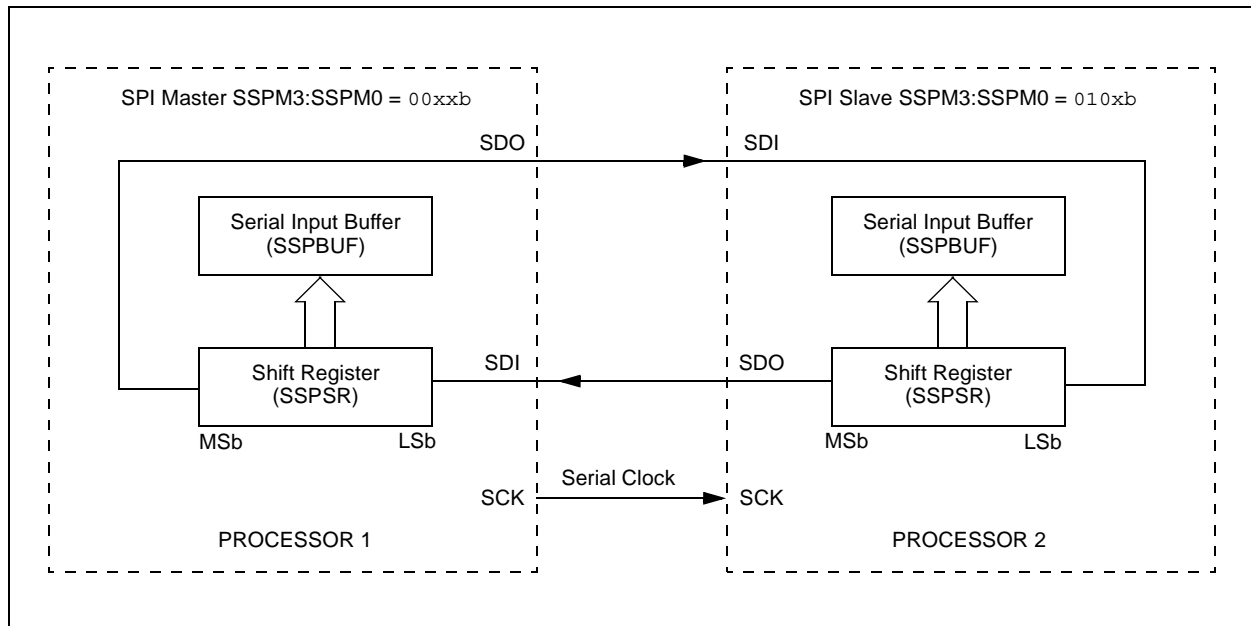 SPI Master SSPM3:SSPM0 = 00xxb
SDO
Serial Input Buffer
(SSPBUF)
Shift Register
(SSPSR)
MSb
LSb
SDI
SCK
PROCESSOR 1
Serial Clock
SPI Slave SSPM3:SSPM0 = 010xb
SDI
Serial Input Buffer
(SSPBUF)
SDO
Shift Register
(SSPSR)
MSb
LSb
SCK
PROCESSOR 2